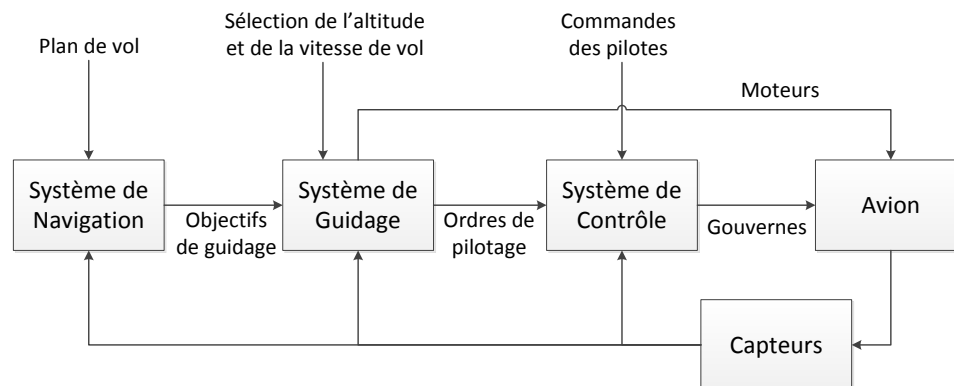 Plan de vol
Sélection de l'altitude
et de la vitesse de vol
Commandes
des pilotes
Moteurs
Système de
Navigation
Objectifs
de guidage
Système de
Guidage
Ordres de
pilotage
Système de
Contrôle
Gouvernes
Avion
Capteurs